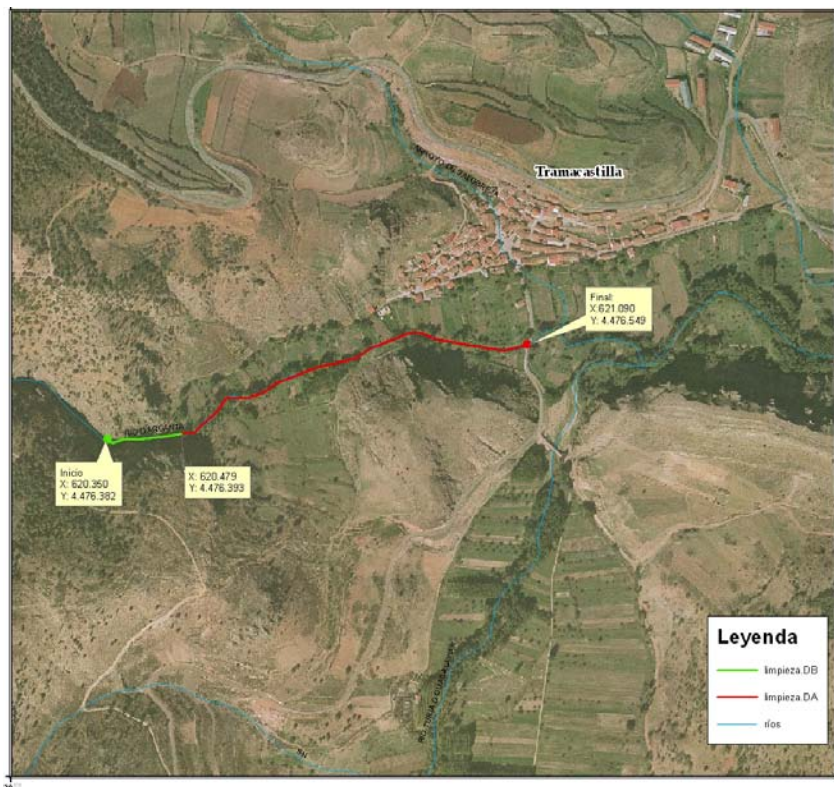 Tramacastilla
Final:
X:621.090
Y: 4.476.549
Inicio
X: 620.350
Y: 4.476.382
X: 620.479
Y: 4.476.393
Leyenda
limpieza.DB
limpieza.DA
ríos